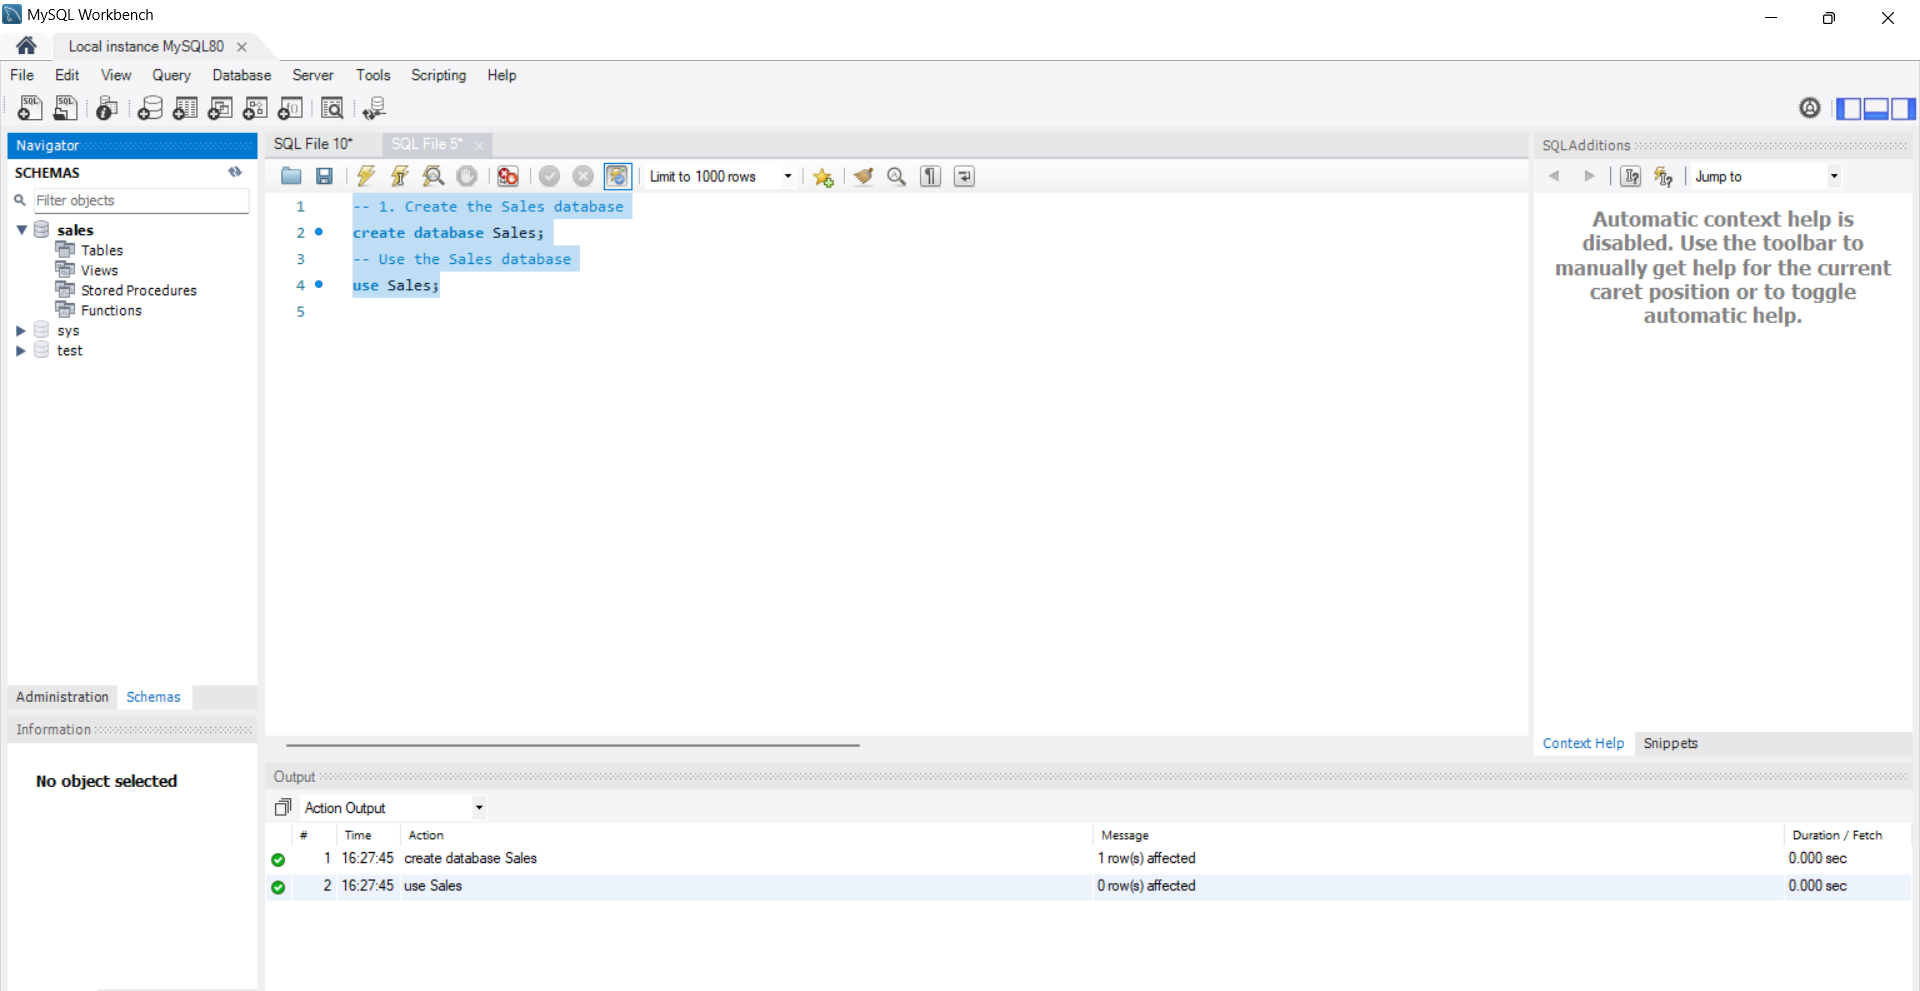 MySQL Workbench
Local instance MySQL80
File Edit View Query Database Server Tools Scripting Help
Navigator
SCHEMAS
Filter objects
sales
Tables
Views
Stored Procedures
Functions
sys
test
Administration Schemas
Information
No object selected
SQL File 10* SQL File 5*
Limit to 1000 rows
1 -- 1. Create the Sales database
2 create database Sales;
3 -- Use the Sales database
4 use Sales;
5
SQLAdditions
Jump to
Automatic context help is
disabled. Use the toolbar to
manually get help for the current
caret position or to toggle
automatic help.
Context Help Snippets
Output
Action Output
# Time Action Message Duration / Fetch
1 16:27:45 create database Sales 1 row(s) affected 0.000 sec
2 16:27:45 use Sales 0 row(s) affected 0.000 sec